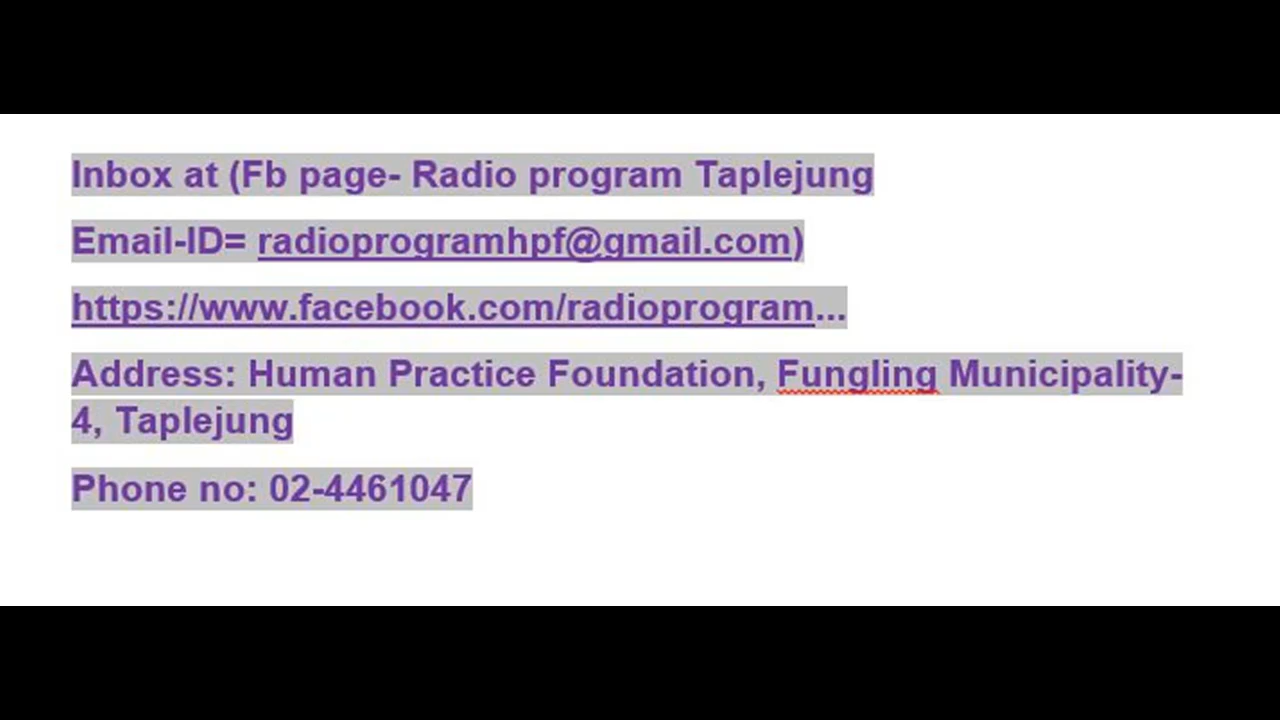 Inbox at (Fb page- Radio program Taplejung
Email-ID= radioprogramhpf@gmail.com)
https://www.facebook.com/radioprogram...
Address: Human Practice Foundation, Fungling Municipality-
4, Taplejung
Phone no: 02-4461047